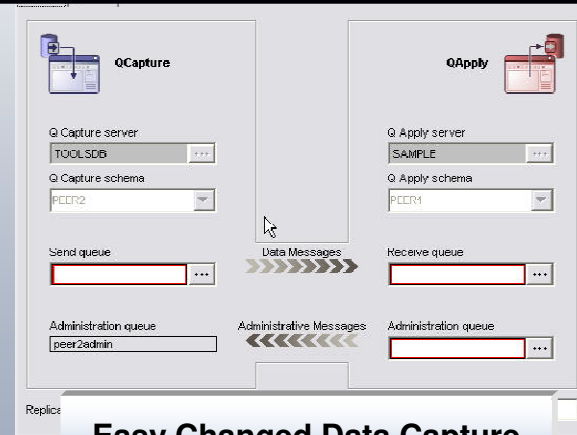 QCapture
QApply
Q Capture server
Q Apply server
TOOLSDB
...
SAMPLE
...
Q Capture schema
Q Apply schema
PEER2
PEER1
Send queue
Data Messages
Receive queue
...
...
Administration queue
Administrative Messages
Administration queue
peer2admin
...
Replica
Easy Changed Data Capture